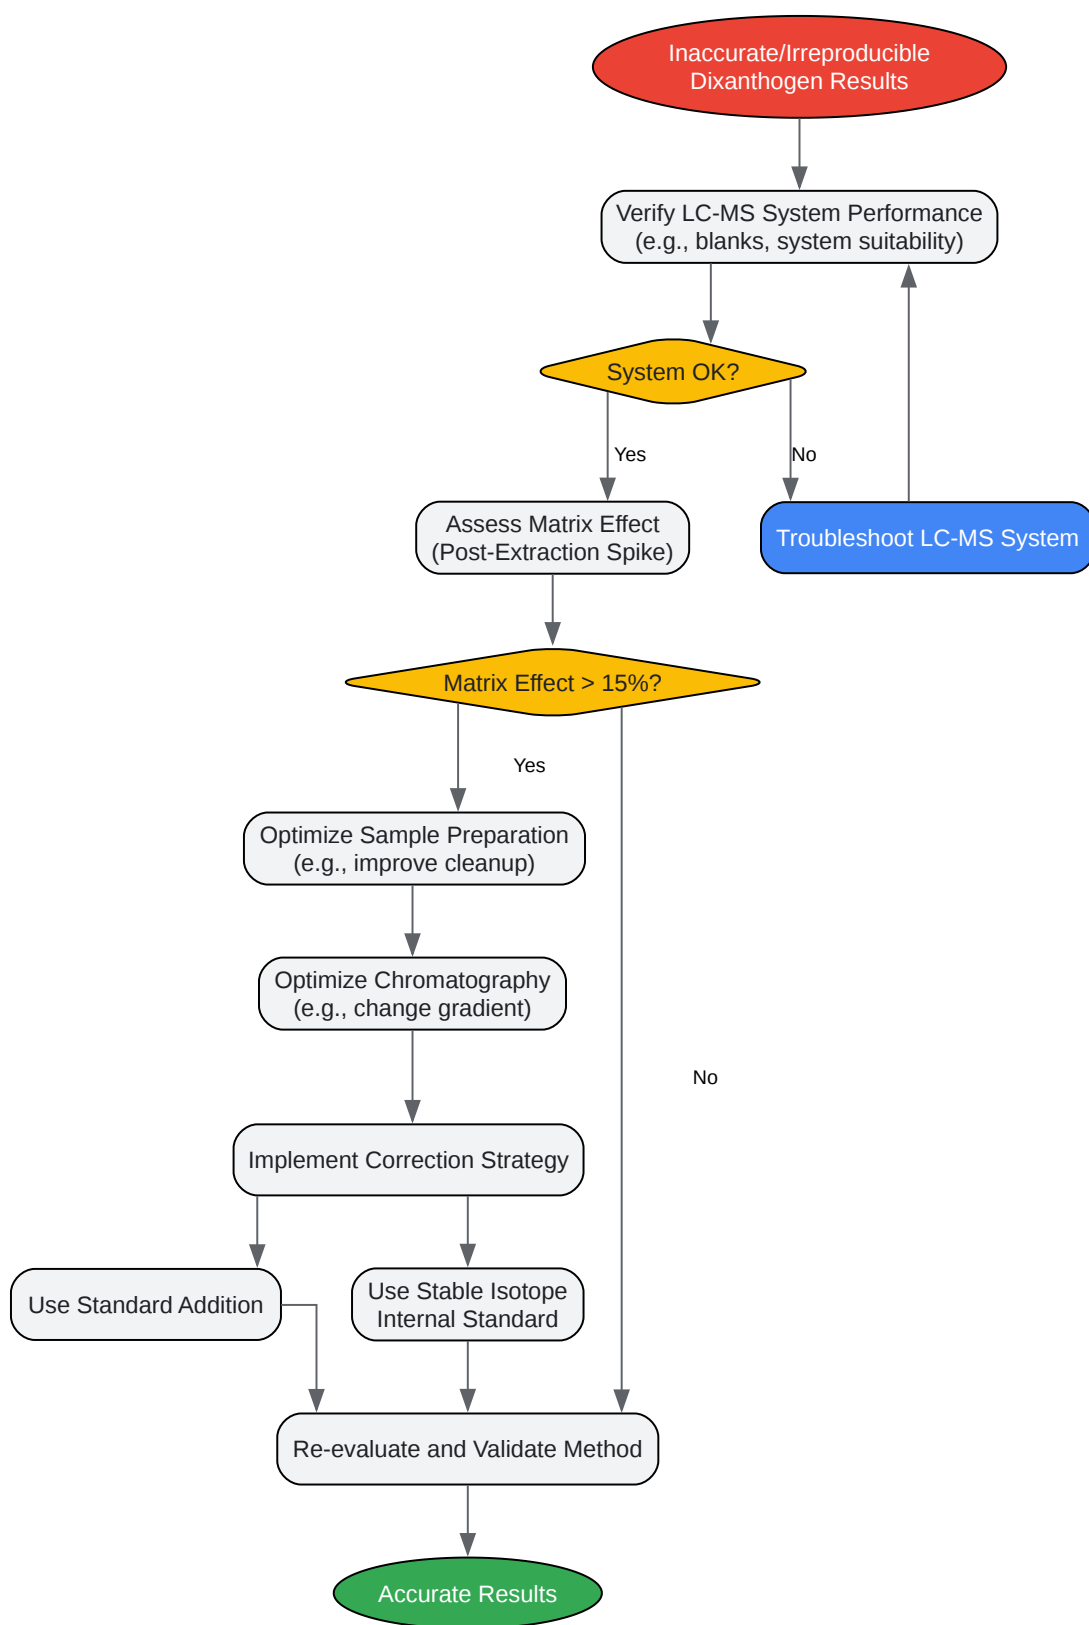 Inaccurate/Irreproducible
Dixanthogen Results
Verify LC-MS System Performance
(e.g., blanks, system suitability)
System OK?
Yes
No
Assess Matrix Effect
(Post-Extraction Spike)
Troubleshoot LC-MS System
Matrix Effect > 15%?
Yes
Optimize Sample Preparation
(e.g., improve cleanup)
Optimize Chromatography
(e.g., change gradient)
No
Implement Correction Strategy
Use Standard Addition
Use Stable Isotope
Internal Standard
Re-evaluate and Validate Method
Accurate Results